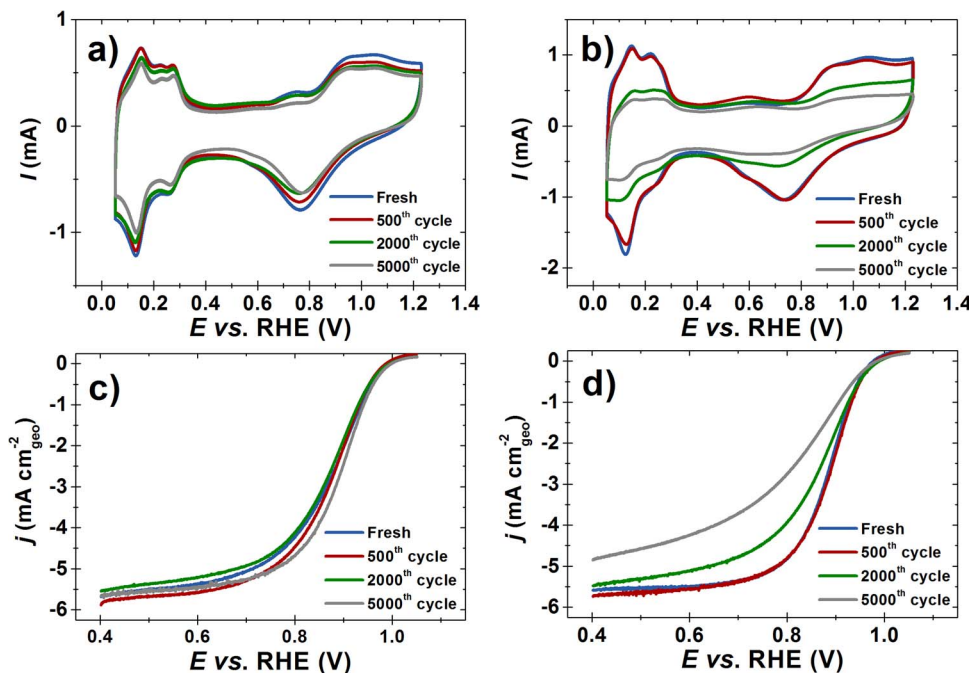 a)
1
0
-1
I (mA)
0.0 0.2 0.4 0.6 0.8 1.0 1.2 1.4
E vs. RHE (V)
Fresh
500th cycle
2000th cycle
5000th cycle
b)
2
1
0
-1
-2
I (mA)
0.0 0.2 0.4 0.6 0.8 1.0 1.2 1.4
E vs. RHE (V)
Fresh
500th cycle
2000th cycle
5000th cycle
c)
0
-1
-2
-3
-4
-5
-6
j (mA cm-2geo)
0.4 0.6 0.8 1.0
E vs. RHE (V)
Fresh
500th cycle
2000th cycle
5000th cycle
d)
0
-1
-2
-3
-4
-5
-6
j (mA cm-2geo)
0.4 0.6 0.8 1.0
E vs. RHE (V)
Fresh
500th cycle
2000th cycle
5000th cycle